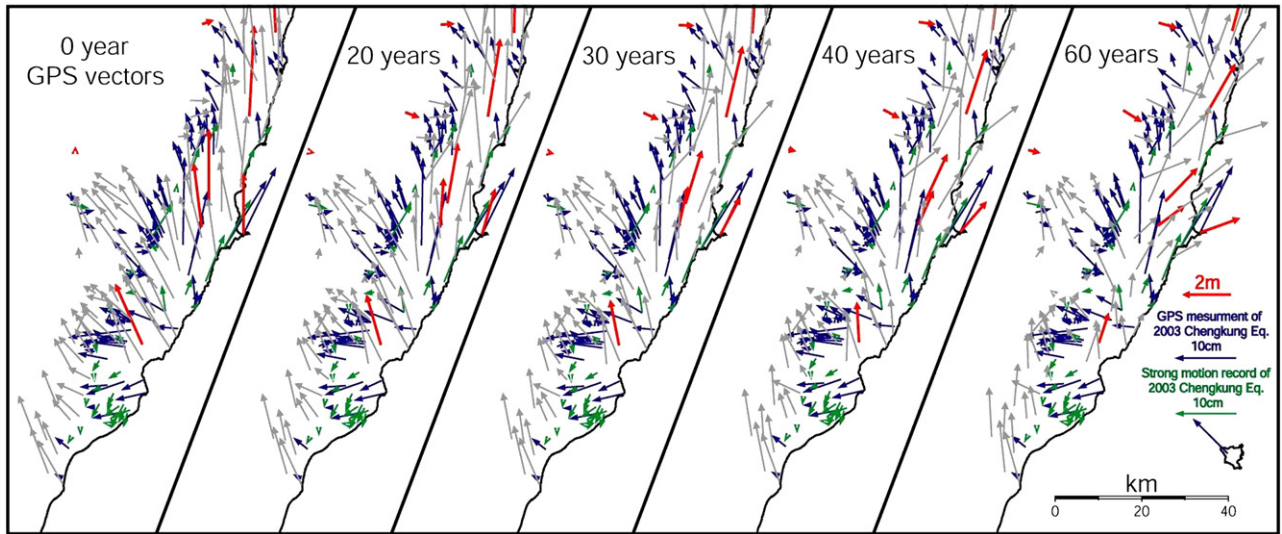 0 year
GPS vectors
20 years
30 years
40 years
60 years
2m
GPS mesurment of
2003 Chengkung Eq.
10cm
Strong motion record of
2003 Chengkung Eq.
10cm
km
0
20
40